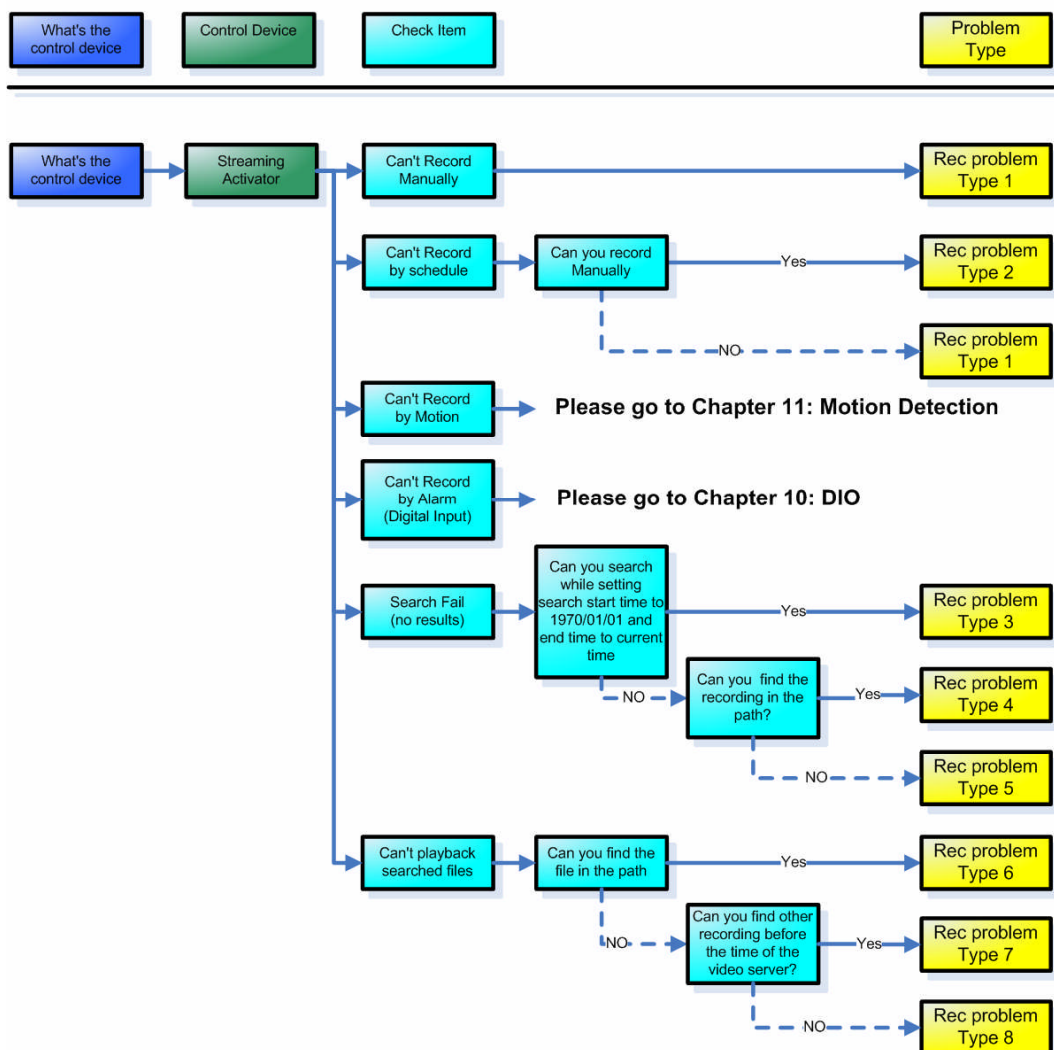 What's the
control device
Control Device
Check Item
Problem
Type
What's the
control device
Streaming
Activator
Can't Record
Manually
Rec problem
Type 1
Can't Record
by schedule
Can you record
Manually
Yes
Rec problem
Type 2
NO
Rec problem
Type 1
Can't Record
by Motion
Please go to Chapter 11: Motion Detection
Can't Record
by Alarm
(Digital Input)
Please go to Chapter 10: DIO
Search Fail
(no results)
Can you search
while setting
search start time to
1970/01/01 and
end time to current
time
Yes
Rec problem
Type 3
NO
Can you find the
recording in the
path?
Yes
Rec problem
Type 4
NO
Rec problem
Type 5
Can't playback
searched files
Can you find the
file in the path
Yes
Rec problem
Type 6
NO
Can you find other
recording before
the time of the
video server?
Yes
Rec problem
Type 7
NO
Rec problem
Type 8